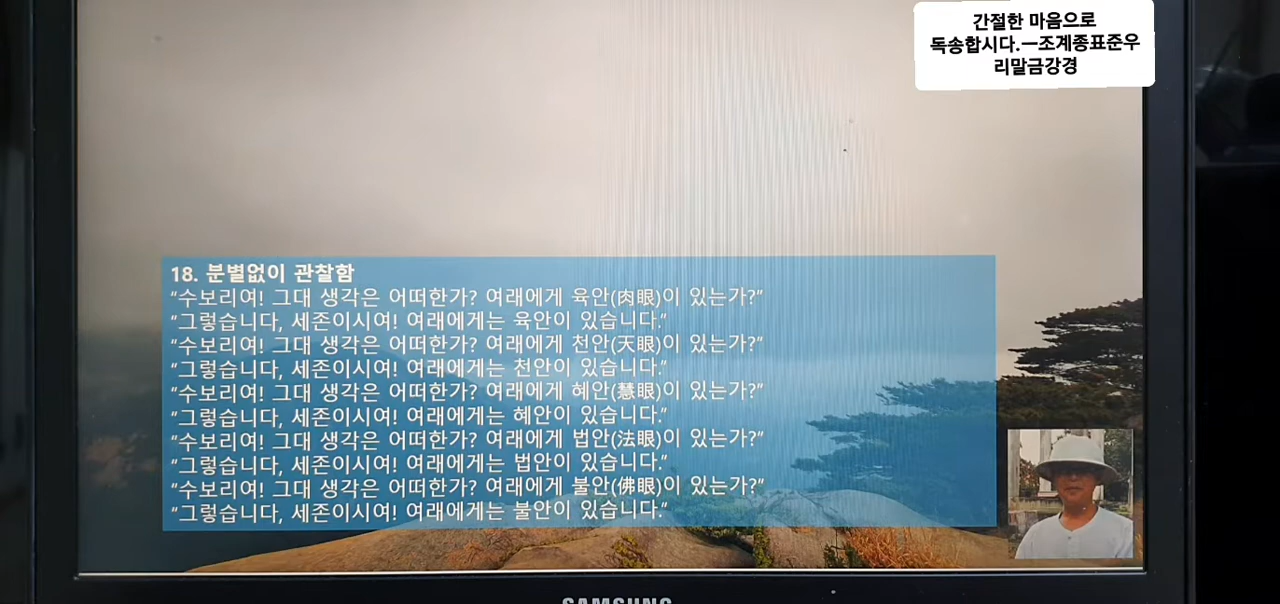 간절한 마음으로
독송합시다.ㅡ조계종표준우
리말금강경
18. 분별없이 관찰함
“수보리여! 그대 생각은 어떠한가? 여래에게 육안(肉眼)이 있는가?”
“그렇습니다, 세존이시여! 여래에게는 육안이 있습니다.”
“수보리여! 그대 생각은 어떠한가? 여래에게 천안(天眼)이 있는가?”
“그렇습니다, 세존이시여! 여래에게는 천안이 있습니다.”
“수보리여! 그대 생각은 어떠한가? 여래에게 혜안(慧眼)이 있는가?”
“그렇습니다, 세존이시여! 여래에게는 혜안이 있습니다.”
“수보리여! 그대 생각은 어떠한가? 여래에게 법안(法眼)이 있는가?”
“그렇습니다, 세존이시여! 여래에게는 법안이 있습니다.”
“수보리여! 그대 생각은 어떠한가? 여래에게 불안(佛眼)이 있는가?”
“그렇습니다, 세존이시여! 여래에게는 불안이 있습니다.”
SAMSUNG